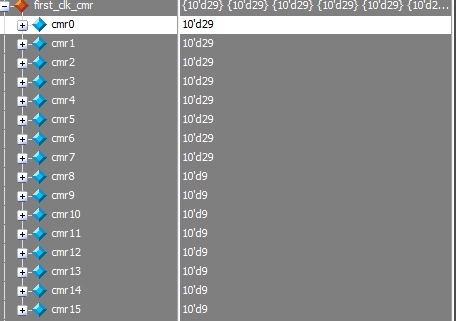 first_clk_cmr {10'd29} {10'd29} {10'd29} {10'd29} {10'd29} {10'd2...
cmr0 10'd29
cmr1 10'd29
cmr2 10'd29
cmr3 10'd29
cmr4 10'd29
cmr5 10'd29
cmr6 10'd29
cmr7 10'd29
cmr8 10'd9
cmr9 10'd9
cmr10 10'd9
cmr11 10'd9
cmr12 10'd9
cmr13 10'd9
cmr14 10'd9
cmr15 10'd9